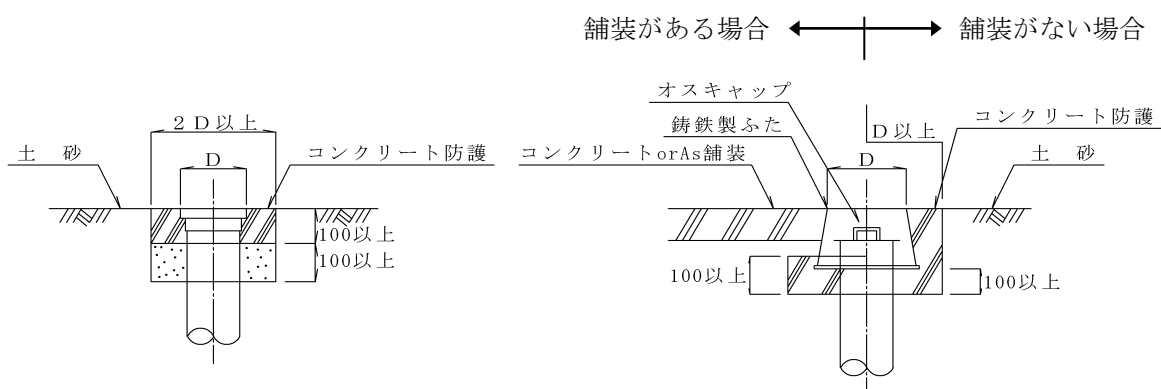 舗装がある場合
舗装がない場合
2D以上
D
土 砂
コンクリート防護
100以上
100以上
オスキャップ
鋳鉄製ふた
コンクリートorAs舗装
D
D以上
コンクリート防護
土 砂
100以上
100以上